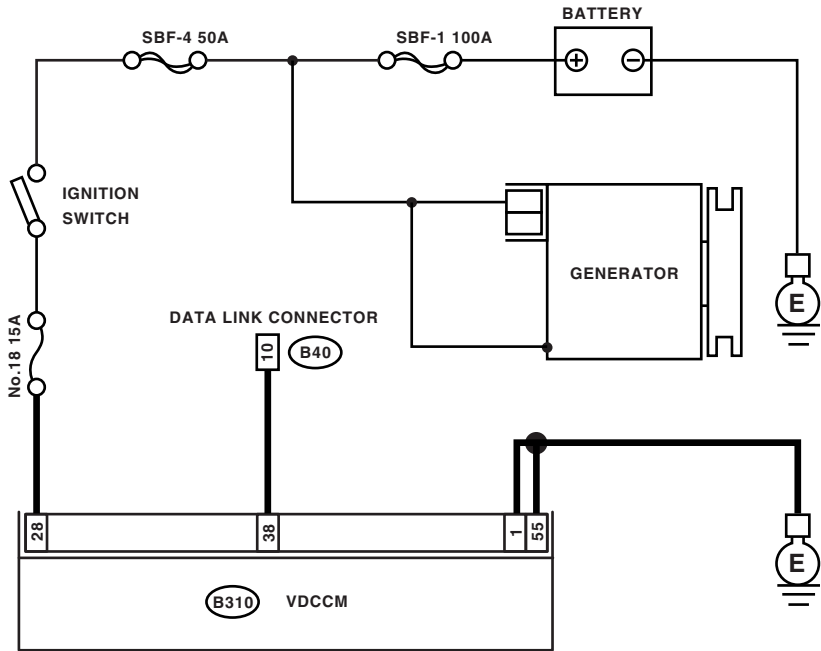 BATTERY
SBF-4 50A
SBF-1 100A
IGNITION
SWITCH
GENERATOR
E
DATA LINK CONNECTOR
No.18 15A
10
B40
28
38
1
55
E
B310
VDCCM